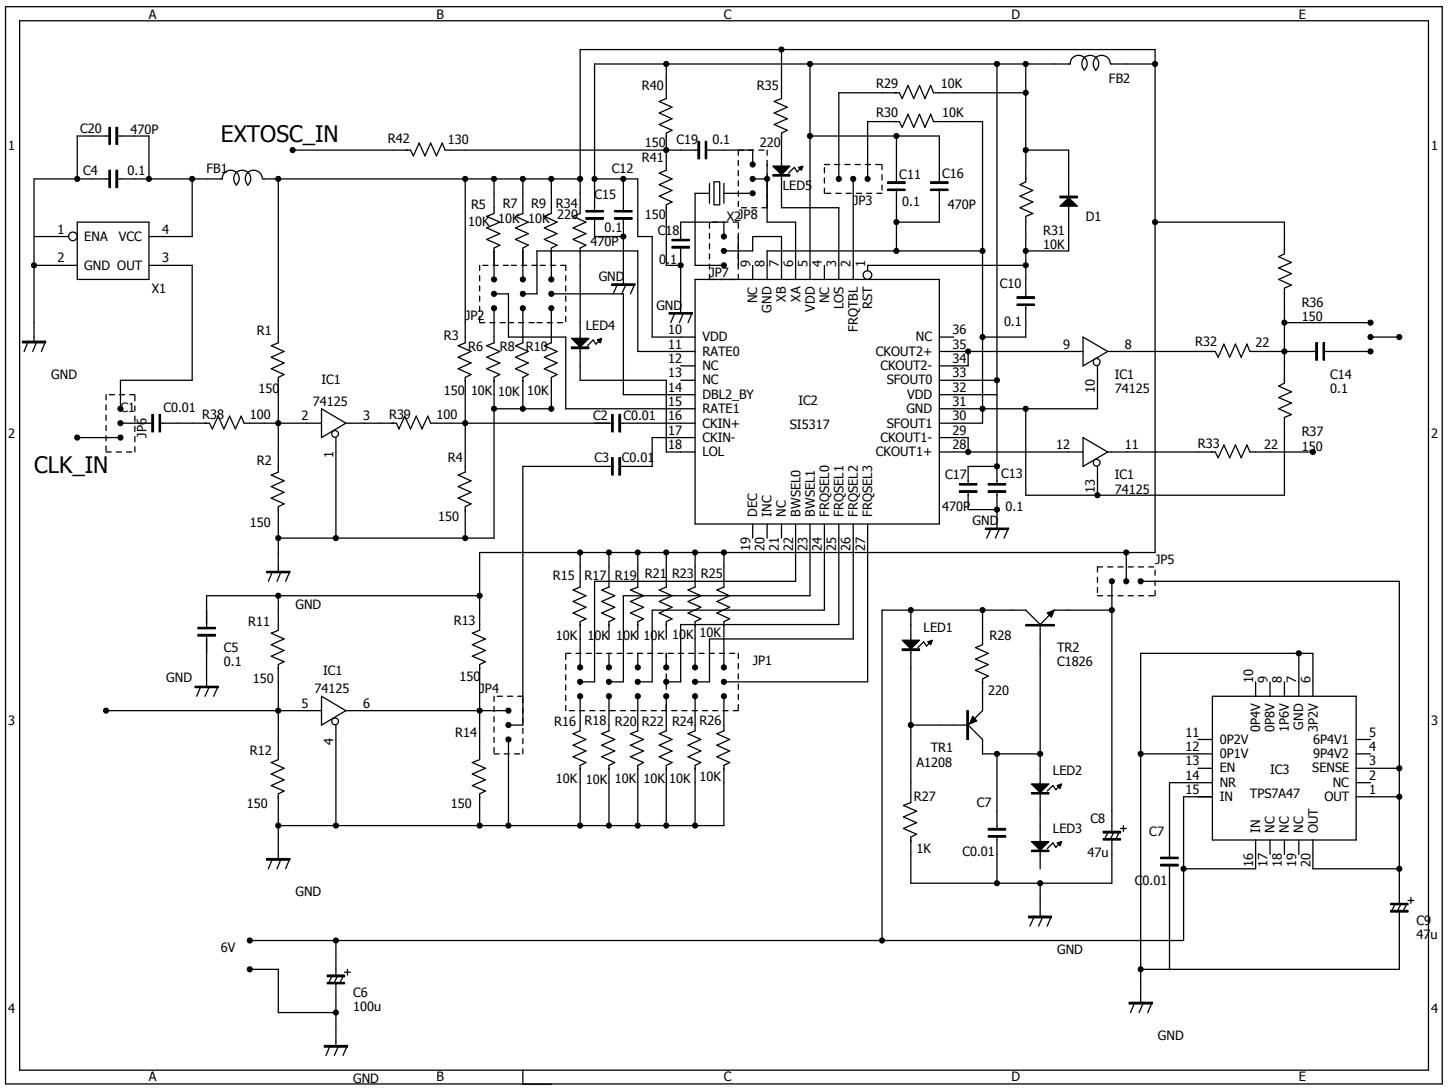 A B C D E
1 1
2 2
3 3
4 4
A B C D E
C20 470P
C4 0.1
FB1
EXTOSC_IN
R42 130
1 ENA VCC 4
2 GND OUT 3
X1
GND
R1
150
C1
JP6
C0.01
R38 100
CLK_IN
R2
150
IC1
74125
2 3
1
R39 100
R3
150
R4
150
GND
R5
10K
R7
10K
R9
10K
R34
220
C15
470P
C12
0.1
GND
JP2
R6
10K
R8
10K
R10
10K
LED4
C2 C0.01
C3 C0.01
R40
150
R41
150
C19 0.1
R35
220
LED5
JP8
X2
C18
0.1
JP7
GND
R29 10K
R30 10K
JP3
C11
0.1
C16
470P
FB2
R31
10K
D1
C10
0.1
9 8 7 6 5 4 3 2 1
NC GND XB XA VDD NC LOS FRQTBL RST
10 VDD
11 RATE0
12 NC
13 NC
14 DBL2_BY
15 RATE1
16 CKIN+
17 CKIN-
18 LOL
IC2
SI5317
NC 36
CKOUT2+ 35
CKOUT2- 34
SFOUT0 33
VDD 32
GND 31
SFOUT1 30
CKOUT1- 29
CKOUT1+ 28
DEC INC NC BWSEL0 BWSEL1 FRQSEL0 FRQSEL1 FRQSEL2 FRQSEL3
19 20 21 22 23 24 25 26 27
C17
470P
C13
0.1
GND
9 8
10
IC1
74125
12 11
13
IC1
74125
R32 22
R33 22
R36
150
C14
0.1
R37
150
JP5
R11
150
R12
150
C5
0.1
GND
IC1
74125
5 6
4
R13
150
R14
150
JP4
GND
R15 R17 R19 R21 R23 R25
10K 10K 10K 10K 10K 10K
JP1
R16 R18 R20 R22 R24 R26
10K 10K 10K 10K 10K 10K
LED1
R28
220
TR2
C1826
TR1
A1208
R27
1K
C7
C0.01
LED2
LED3
C8
47u
GND
10 9 8 7 6
0P4V 0P8V 1P6V GND 3P2V
11 0P2V
12 0P1V
13 EN
14 NR
15 IN
IC3
TPS7A47
6P4V1 5
9P4V2 4
SENSE 3
NC 2
OUT 1
IN NC NC NC OUT
16 17 18 19 20
C7
C0.01
C9
47u
GND
6V
C6
100u
GND